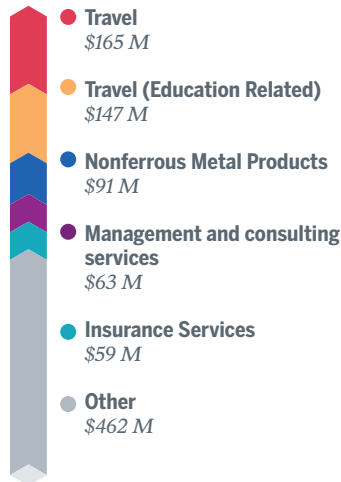 Travel
$165 M
Travel (Education Related)
$147 M
Nonferrous Metal Products
$91 M
Management and consulting
services
$63 M
Insurance Services
$59 M
Other
$462 M